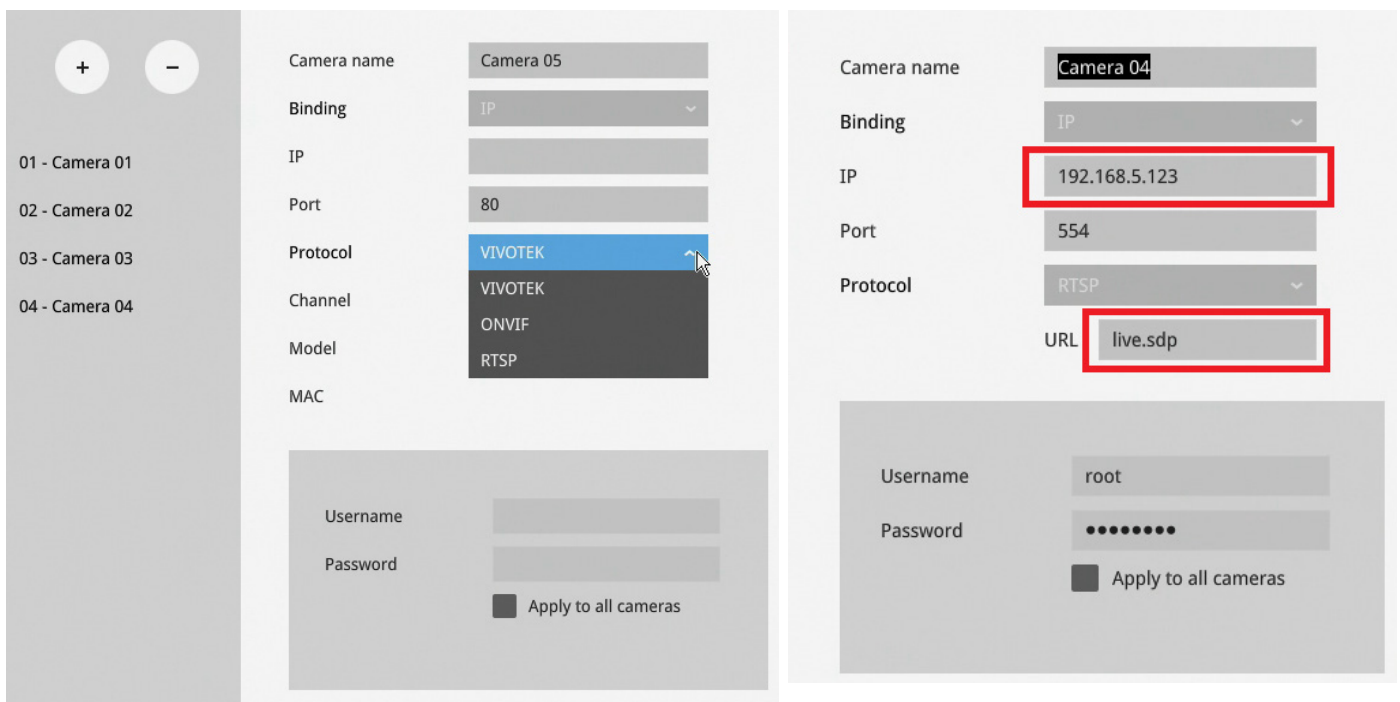 + −
01 - Camera 01
02 - Camera 02
03 - Camera 03
04 - Camera 04
Camera name Camera 05
Binding IP
IP
Port 80
Protocol VIVOTEK
VIVOTEK
Channel
ONVIF
Model
RTSP
MAC
Username
Password
Apply to all cameras
Camera name Camera 04
Binding IP
IP 192.168.5.123
Port 554
Protocol RTSP
URL live.sdp
Username root
Password ••••••••
Apply to all cameras